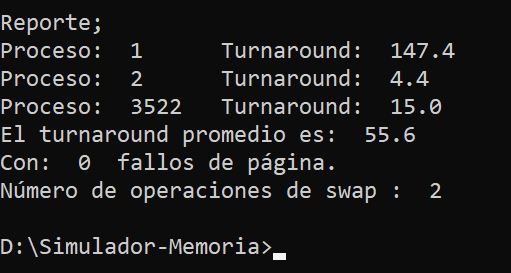 Reporte;
Proceso:  1      Turnaround:  147.4
Proceso:  2      Turnaround:  4.4
Proceso:  3522   Turnaround:  15.0
El turnaround promedio es:  55.6
Con:  0  fallos de página.
Número de operaciones de swap :  2
D:\Simulador-Memoria>